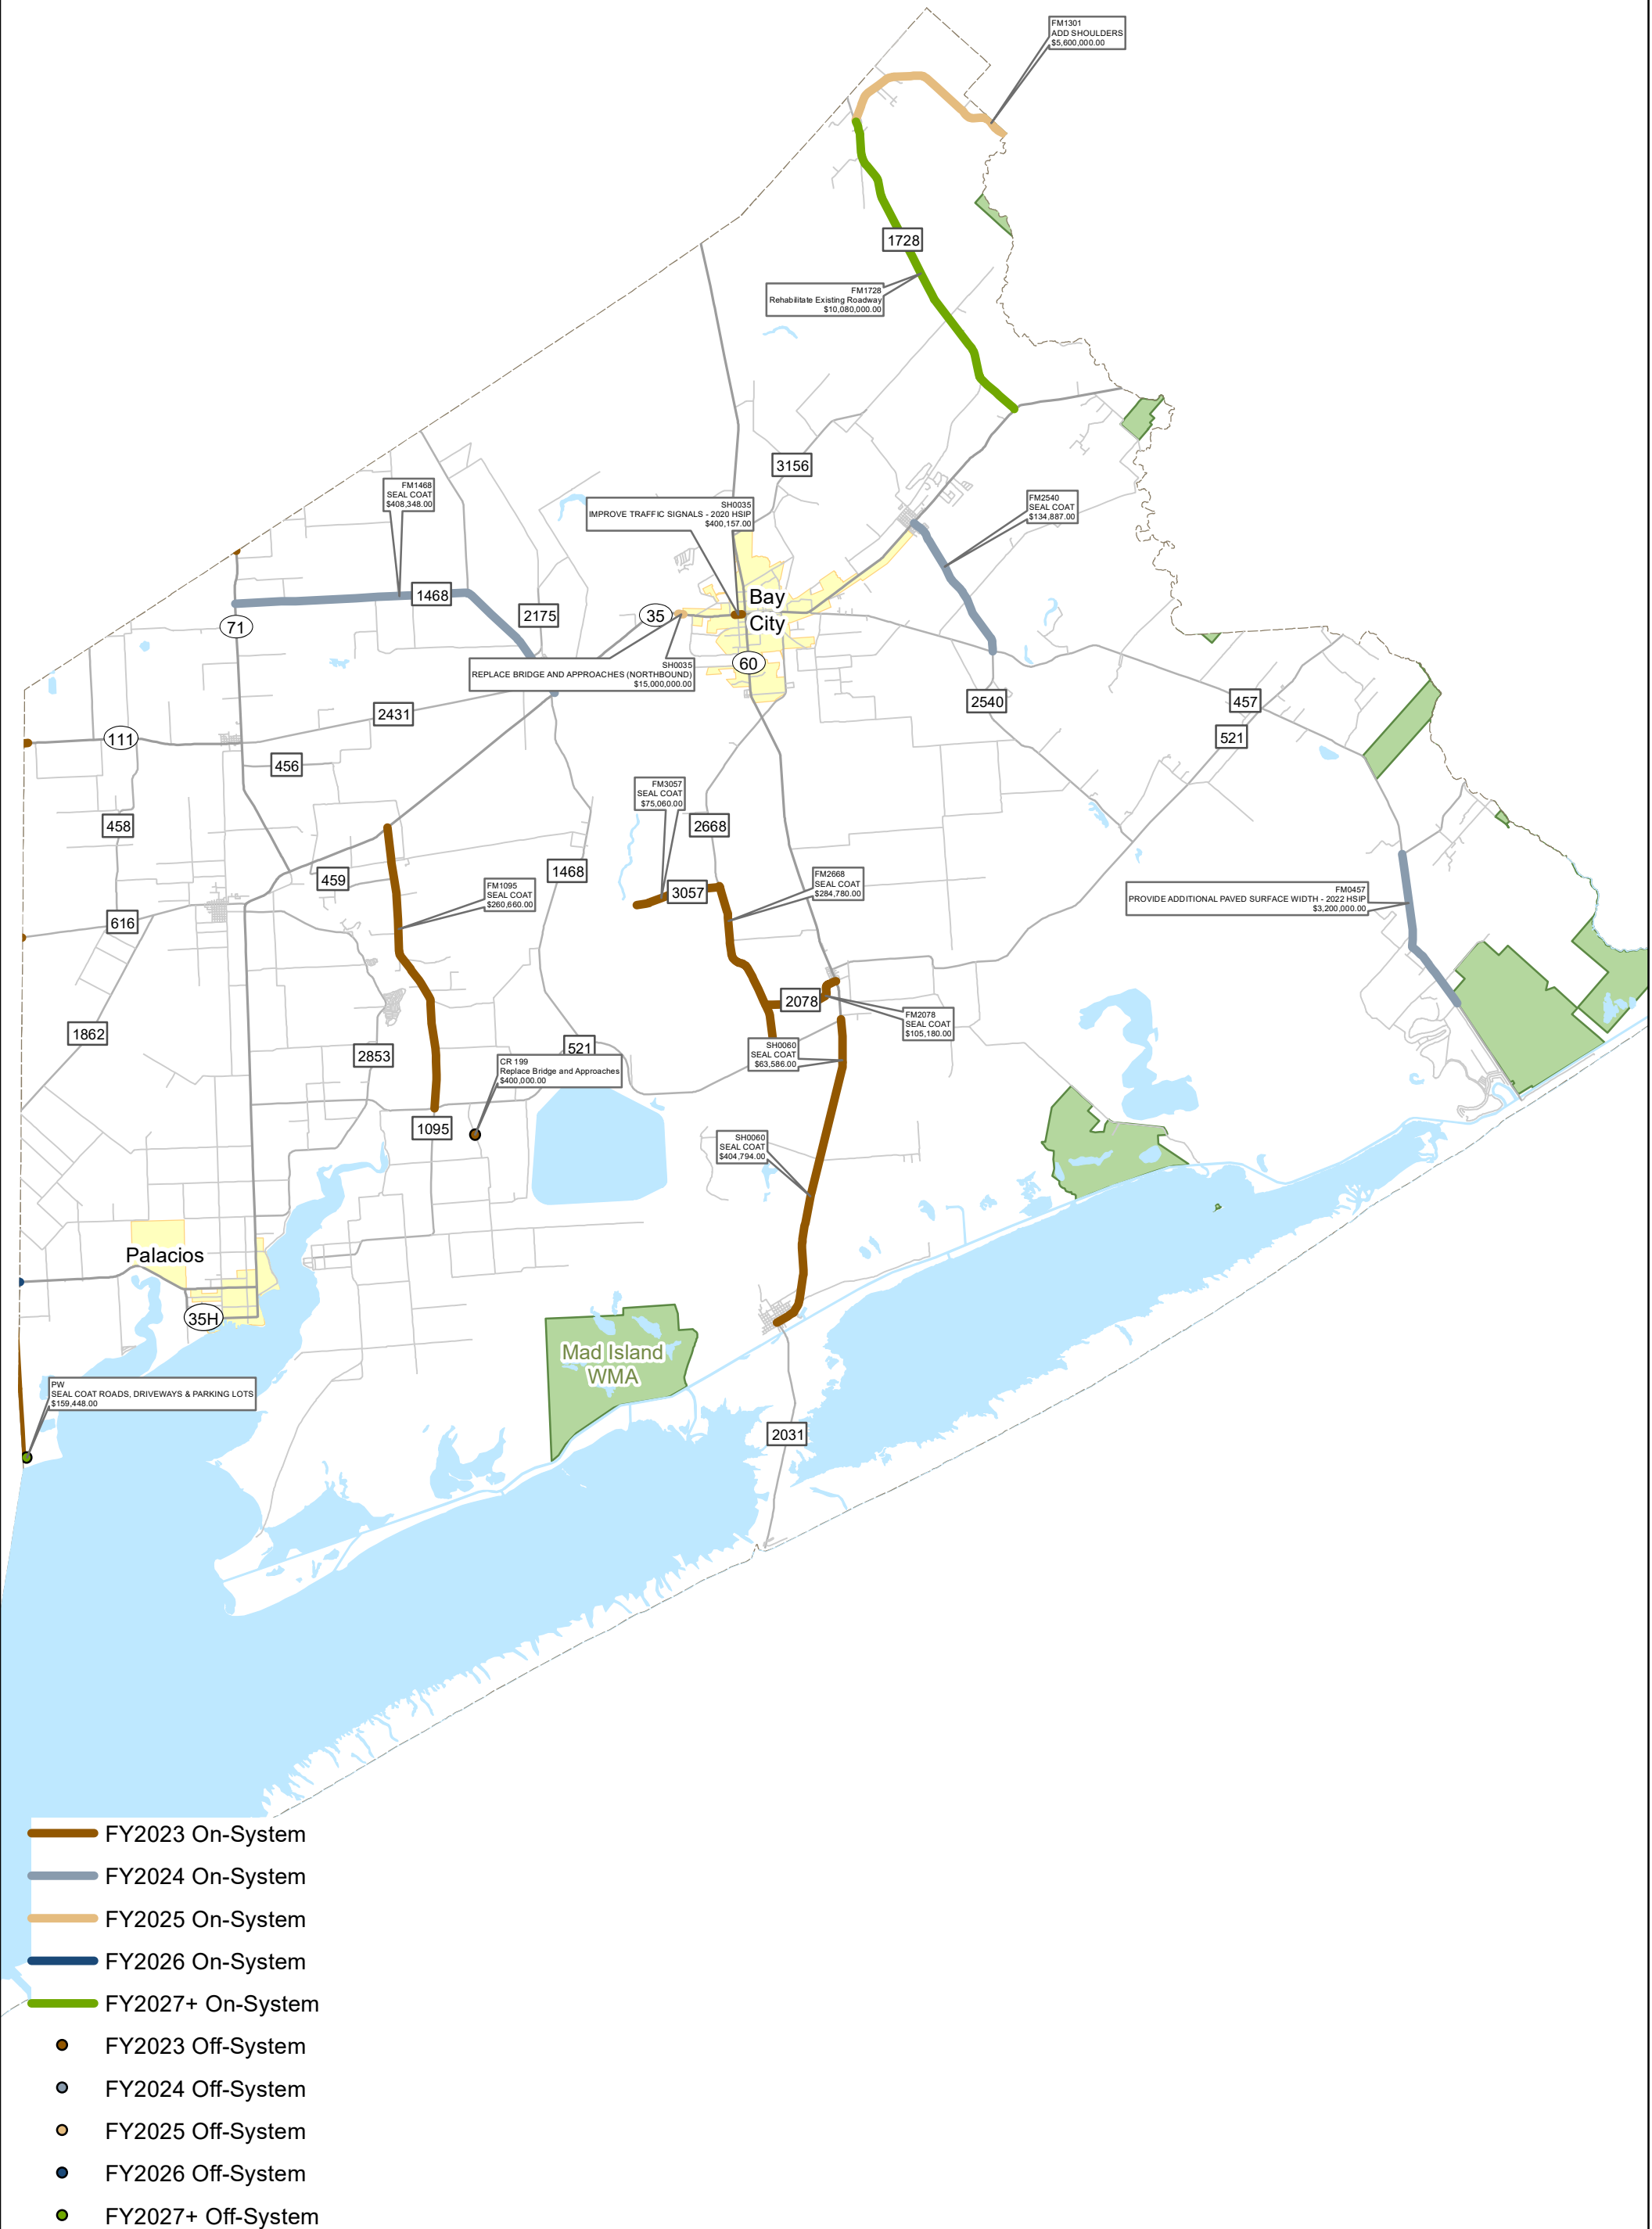 FM1301
ADD SHOULDERS
$5,600,000.00
1728
FM1728
Rehabilitate Existing Roadway
$10,080,000.00
3156
FM1468
SEAL COAT
$408,348.00
SH0035
IMPROVE TRAFFIC SIGNALS - 2020 HSIP
$400,157.00
FM2540
SEAL COAT
$134,887.00
1468
2175
35
Bay
City
71
60
SH0035
REPLACE BRIDGE AND APPROACHES (NORTHBOUND)
$15,000,000.00
2540
457
2431
111
521
456
FM3057
SEAL COAT
$75,060.00
458
2668
459
1468
3057
FM1095
SEAL COAT
$260,660.00
FM2668
SEAL COAT
$284,780.00
FM0457
PROVIDE ADDITIONAL PAVED SURFACE WIDTH - 2022 HSIP
$3,200,000.00
616
2078
FM2078
SEAL COAT
$105,180.00
1862
2853
521
SH0060
SEAL COAT
$63,586.00
CR 199
Replace Bridge and Approaches
$400,000.00
1095
SH0060
SEAL COAT
$404,794.00
Palacios
35H
Mad Island
WMA
PW
SEAL COAT ROADS, DRIVEWAYS & PARKING LOTS
$159,448.00
2031
FY2023 On-System
FY2024 On-System
FY2025 On-System
FY2026 On-System
FY2027+ On-System
FY2023 Off-System
FY2024 Off-System
FY2025 Off-System
FY2026 Off-System
FY2027+ Off-System